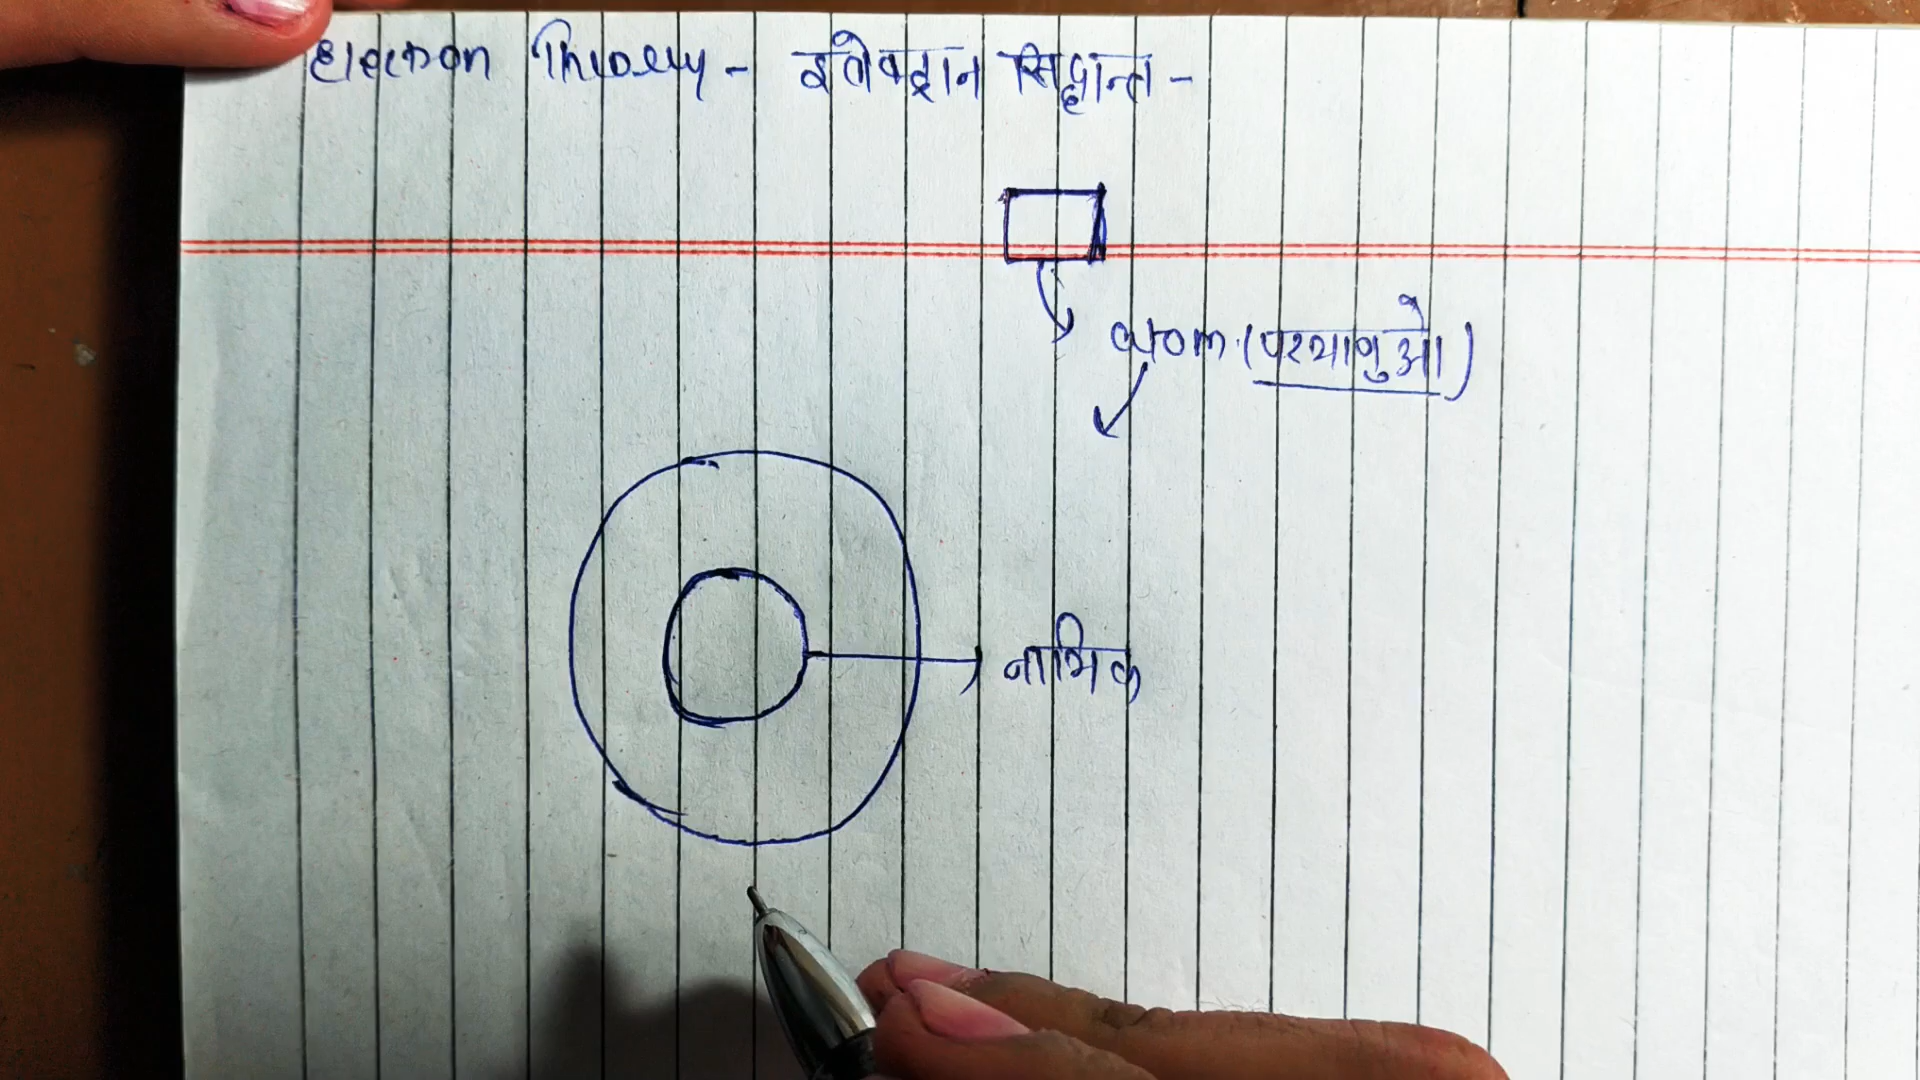 Electron Theory - इलेक्ट्रान सिद्धान्त -
atom. (परमाणुओ)
नाभिक